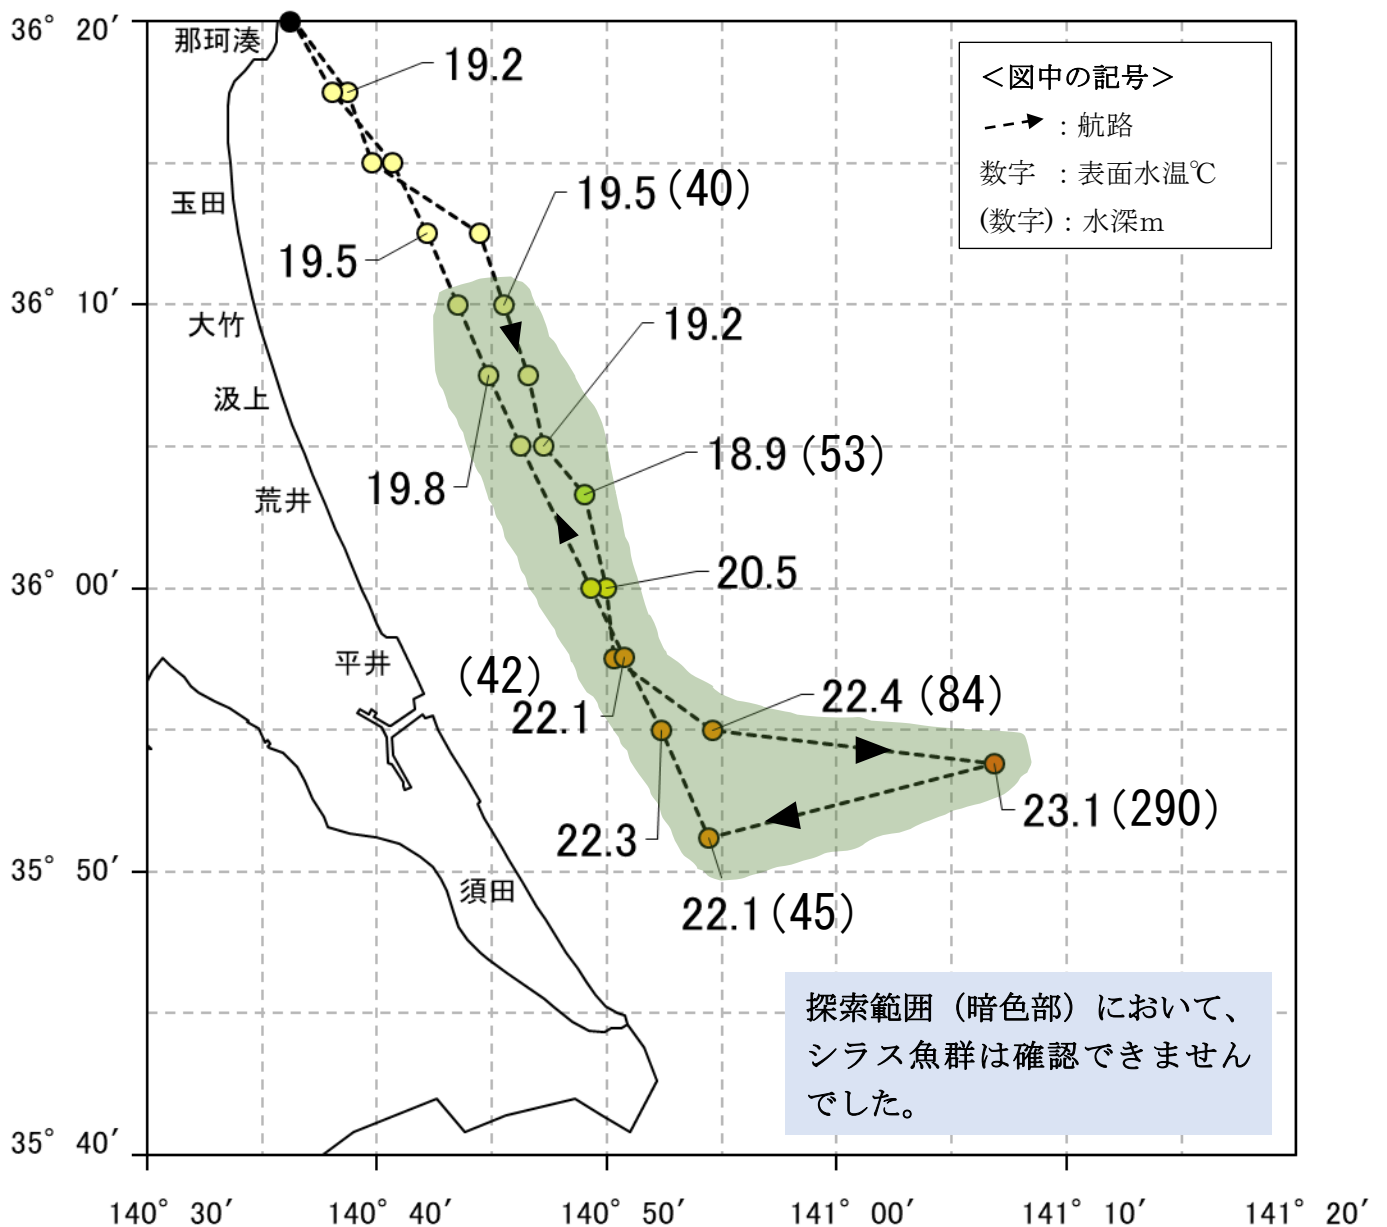 36° 20′
那珂湊
19.2
＜図中の記号＞
：航路
数字 ：表面水温℃
(数字)：水深m
玉田
19.5(40)
19.5
36° 10′
大竹
19.2
汲上
18.9(53)
19.8
荒井
36° 00′
20.5
平井
(42)
22.1
22.4(84)
23.1(290)
22.3
35° 50′
須田
22.1(45)
探索範囲（暗色部）において、
シラス魚群は確認できません
でした。
35° 40′
140° 30′ 140° 40′ 140° 50′ 141° 00′ 141° 10′ 141° 20′